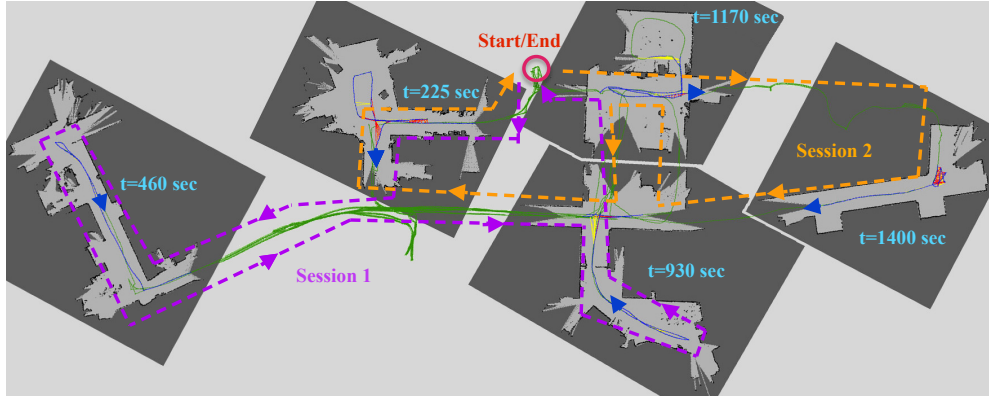 t=1170 sec
Start/End
t=225 sec
Session 2
t=460 sec
t=1400 sec
Session 1
t=930 sec